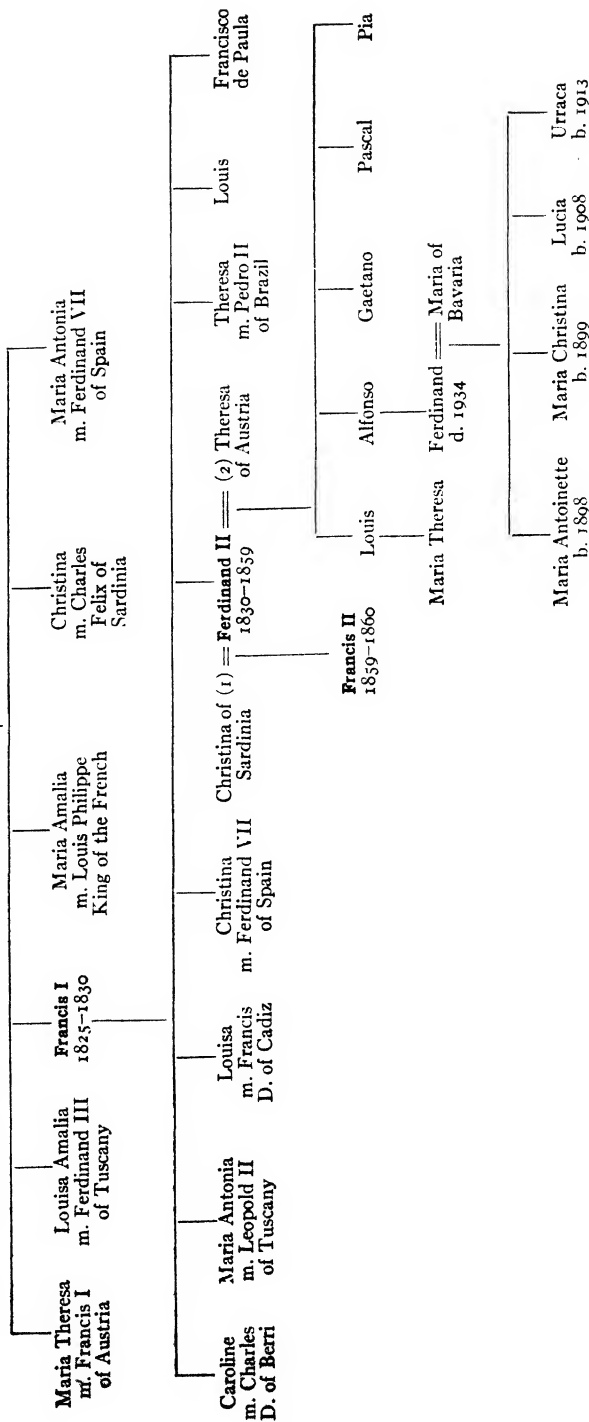 Maria Theresa
m. Francis I
of Austria
Louisa Amalia
m. Ferdinand III
of Tuscany
Francis I
1825–1830
Maria Amalia
m. Louis Philippe
King of the French
Christina
m. Charles
Felix of
Sardinia
Maria Antonia
m. Ferdinand VII
of Spain
Caroline
m. Charles
D. of Berri
Maria Antonia
m. Leopold II
of Tuscany
Louisa
m. Francis
D. of Cadiz
Christina
m. Ferdinand VII
of Spain
Christina of (1) = Ferdinand II = (2) Theresa
Sardinia 1830–1859 of Austria
Theresa
m. Pedro II
of Brazil
Louis
Francisco
de Paula
Francis II
1859–1860
Louis
Alfonso
Gaetano
Pascal
Pia
Maria Theresa
Ferdinand = Maria of
d. 1934 Bavaria
Maria Antoinette
b. 1898
Maria Christina
b. 1899
Lucia
b. 1908
Urraca
b. 1913